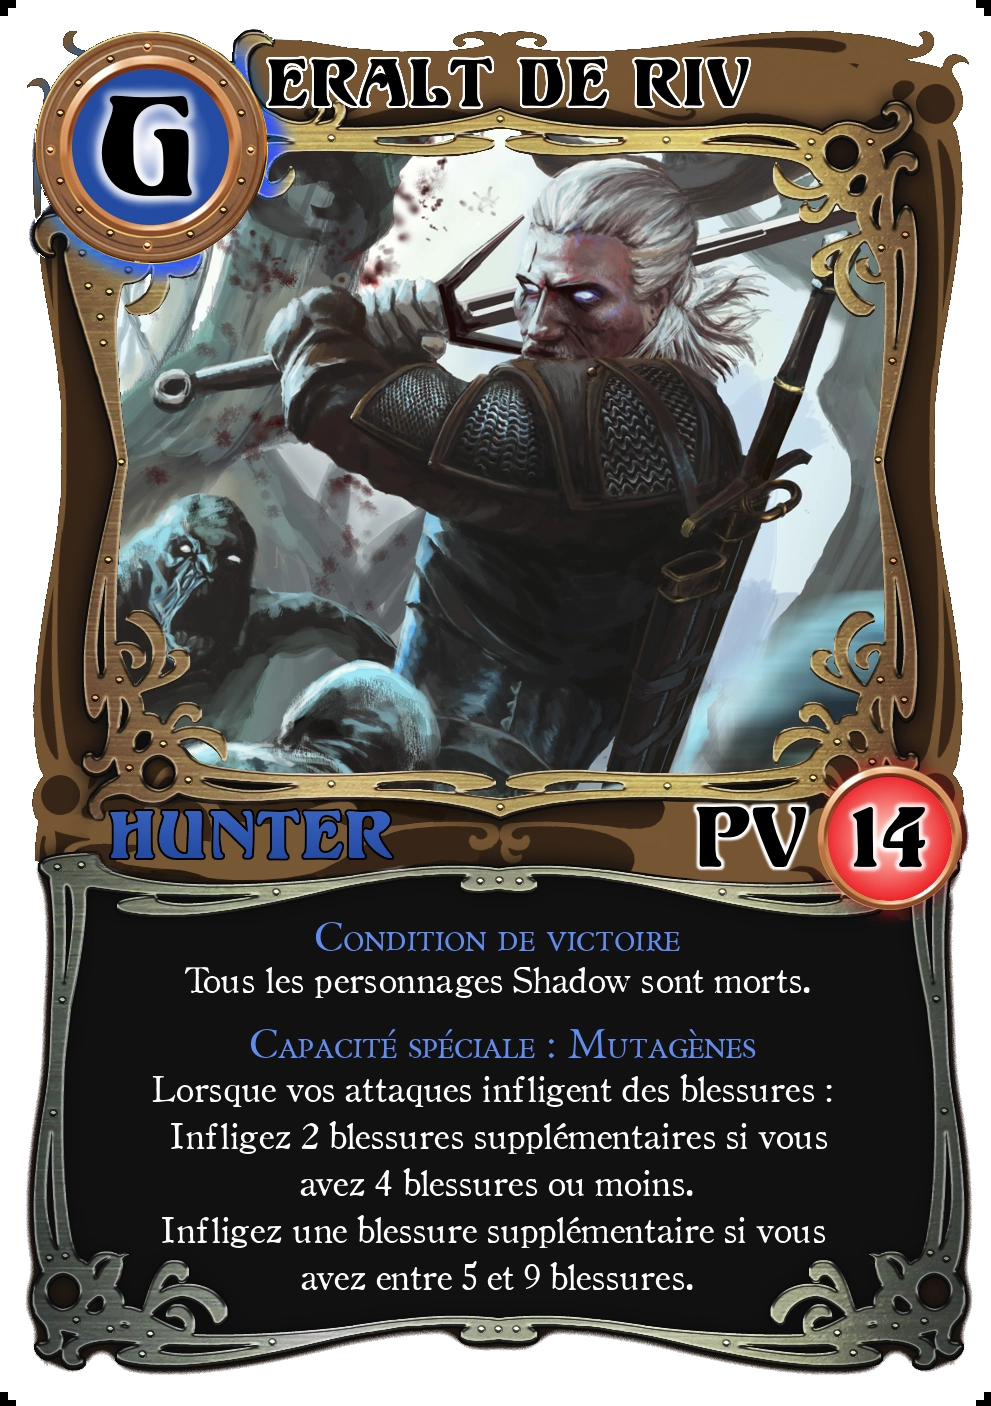 GERALT DE RIV
HUNTER
PV 14
Condition de victoire
Tous les personnages Shadow sont morts.
Capacité spéciale : Mutagènes
Lorsque vos attaques infligent des blessures :
Infligez 2 blessures supplémentaires si vous
avez 4 blessures ou moins.
Infligez une blessure supplémentaire si vous
avez entre 5 et 9 blessures.